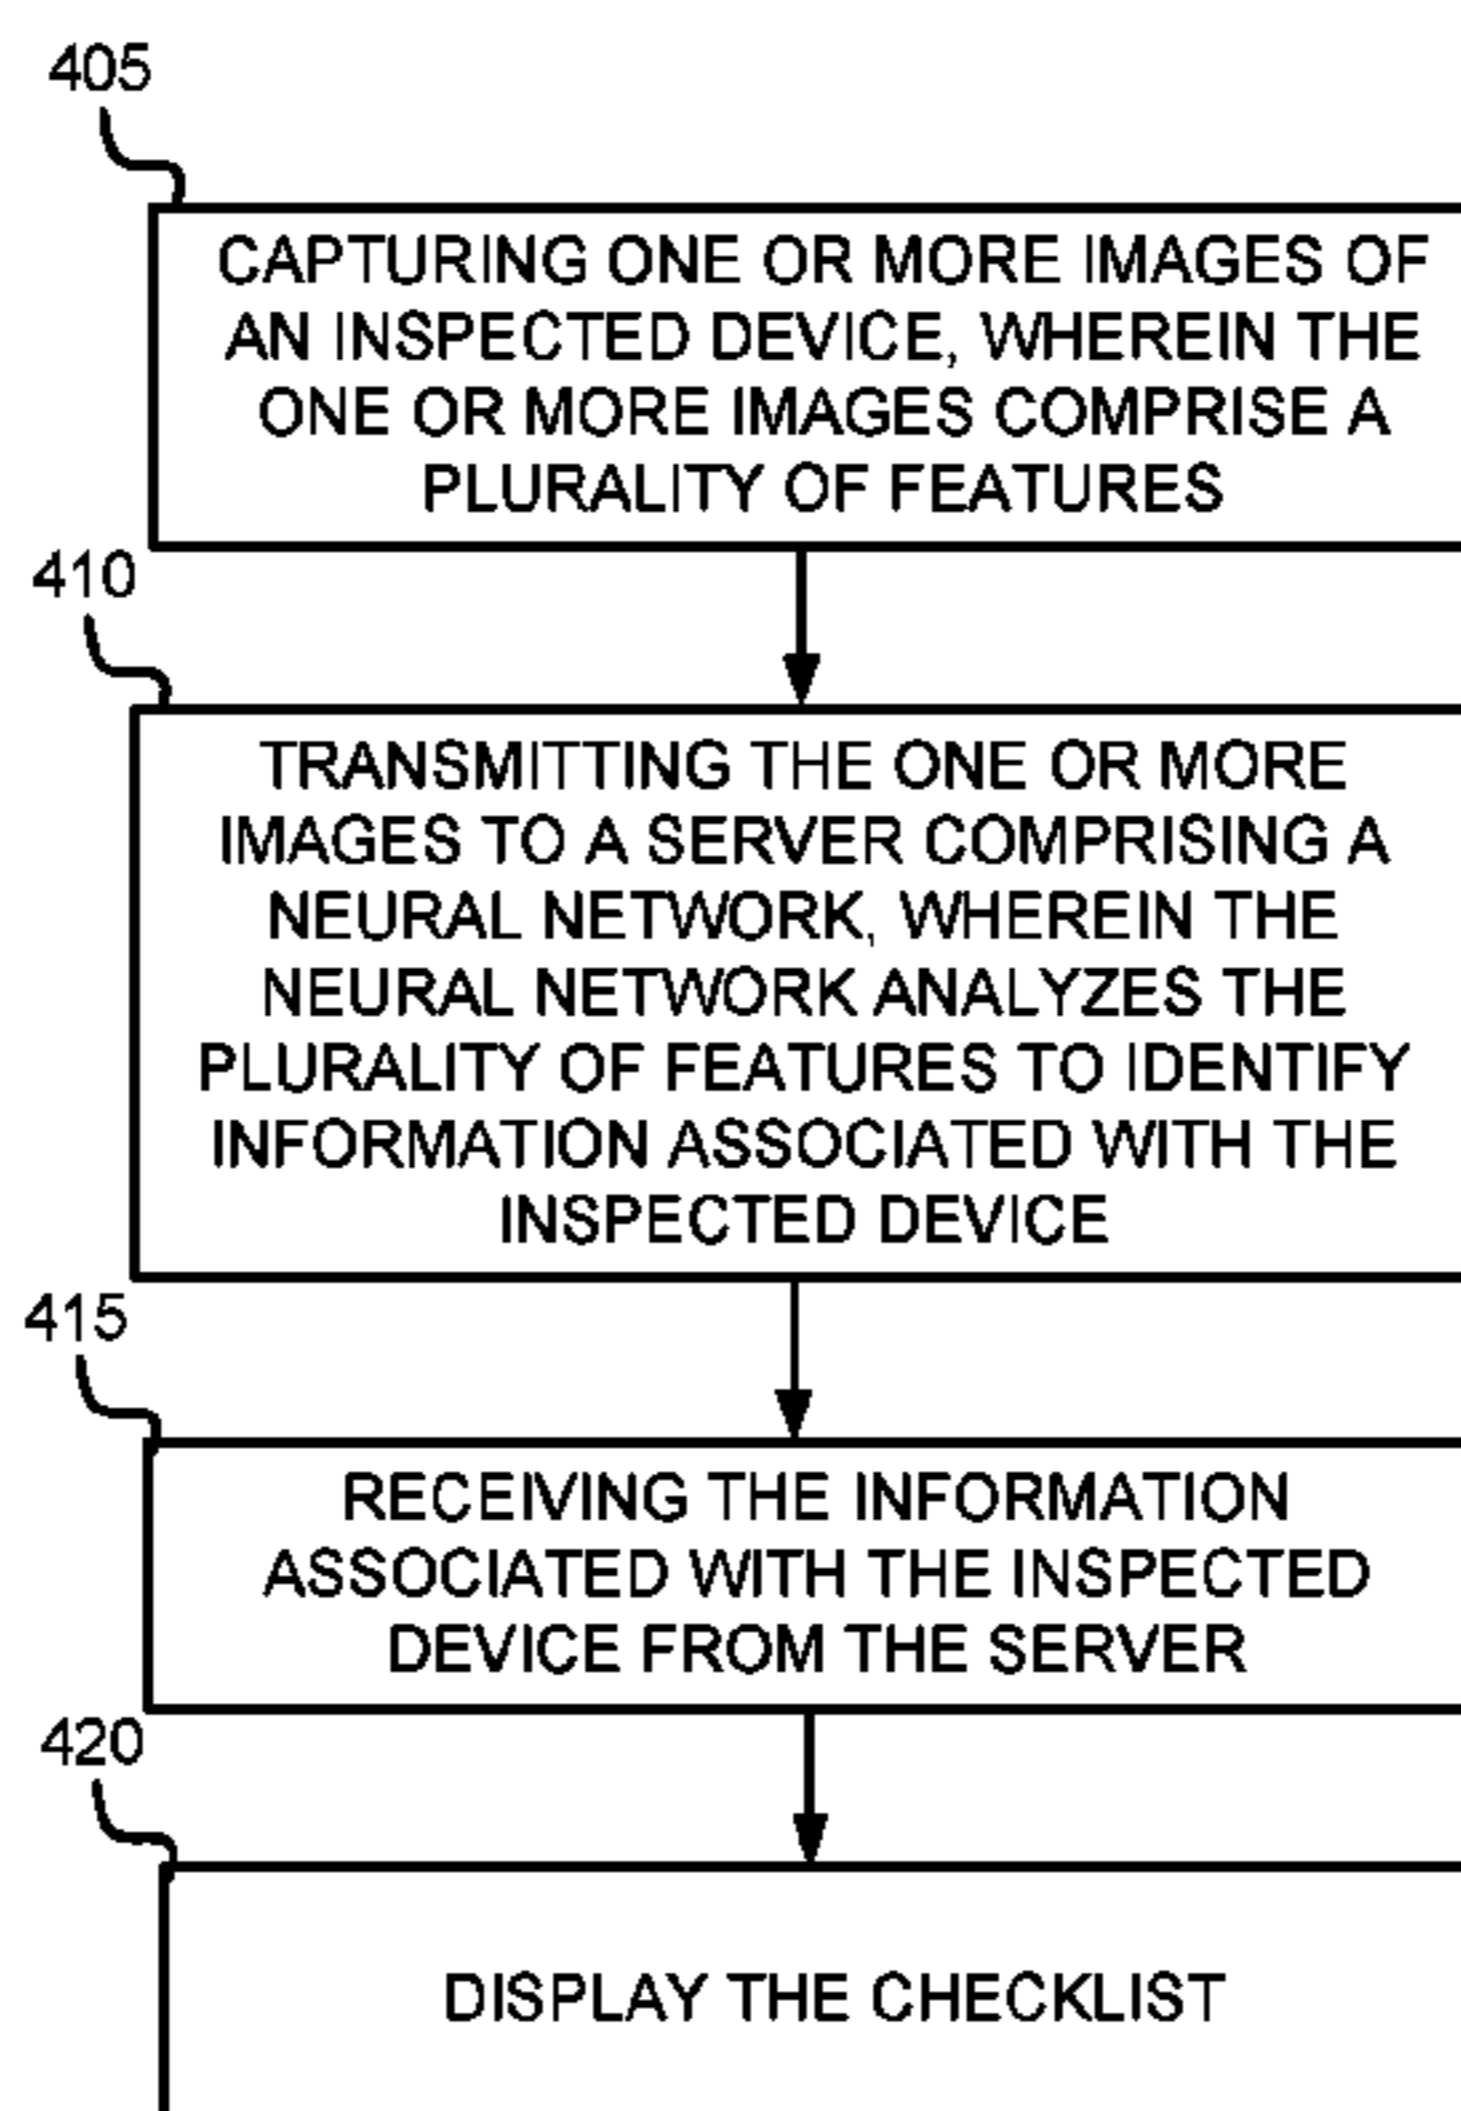 405
CAPTURING ONE OR MORE IMAGES OF
AN INSPECTED DEVICE, WHEREIN THE
ONE OR MORE IMAGES COMPRISE A
PLURALITY OF FEATURES
410
TRANSMITTING THE ONE OR MORE
IMAGES TO A SERVER COMPRISING A
NEURAL NETWORK, WHEREIN THE
NEURAL NETWORK ANALYZES THE
PLURALITY OF FEATURES TO IDENTIFY
INFORMATION ASSOCIATED WITH THE
INSPECTED DEVICE
415
RECEIVING THE INFORMATION
ASSOCIATED WITH THE INSPECTED
DEVICE FROM THE SERVER
420
DISPLAY THE CHECKLIST